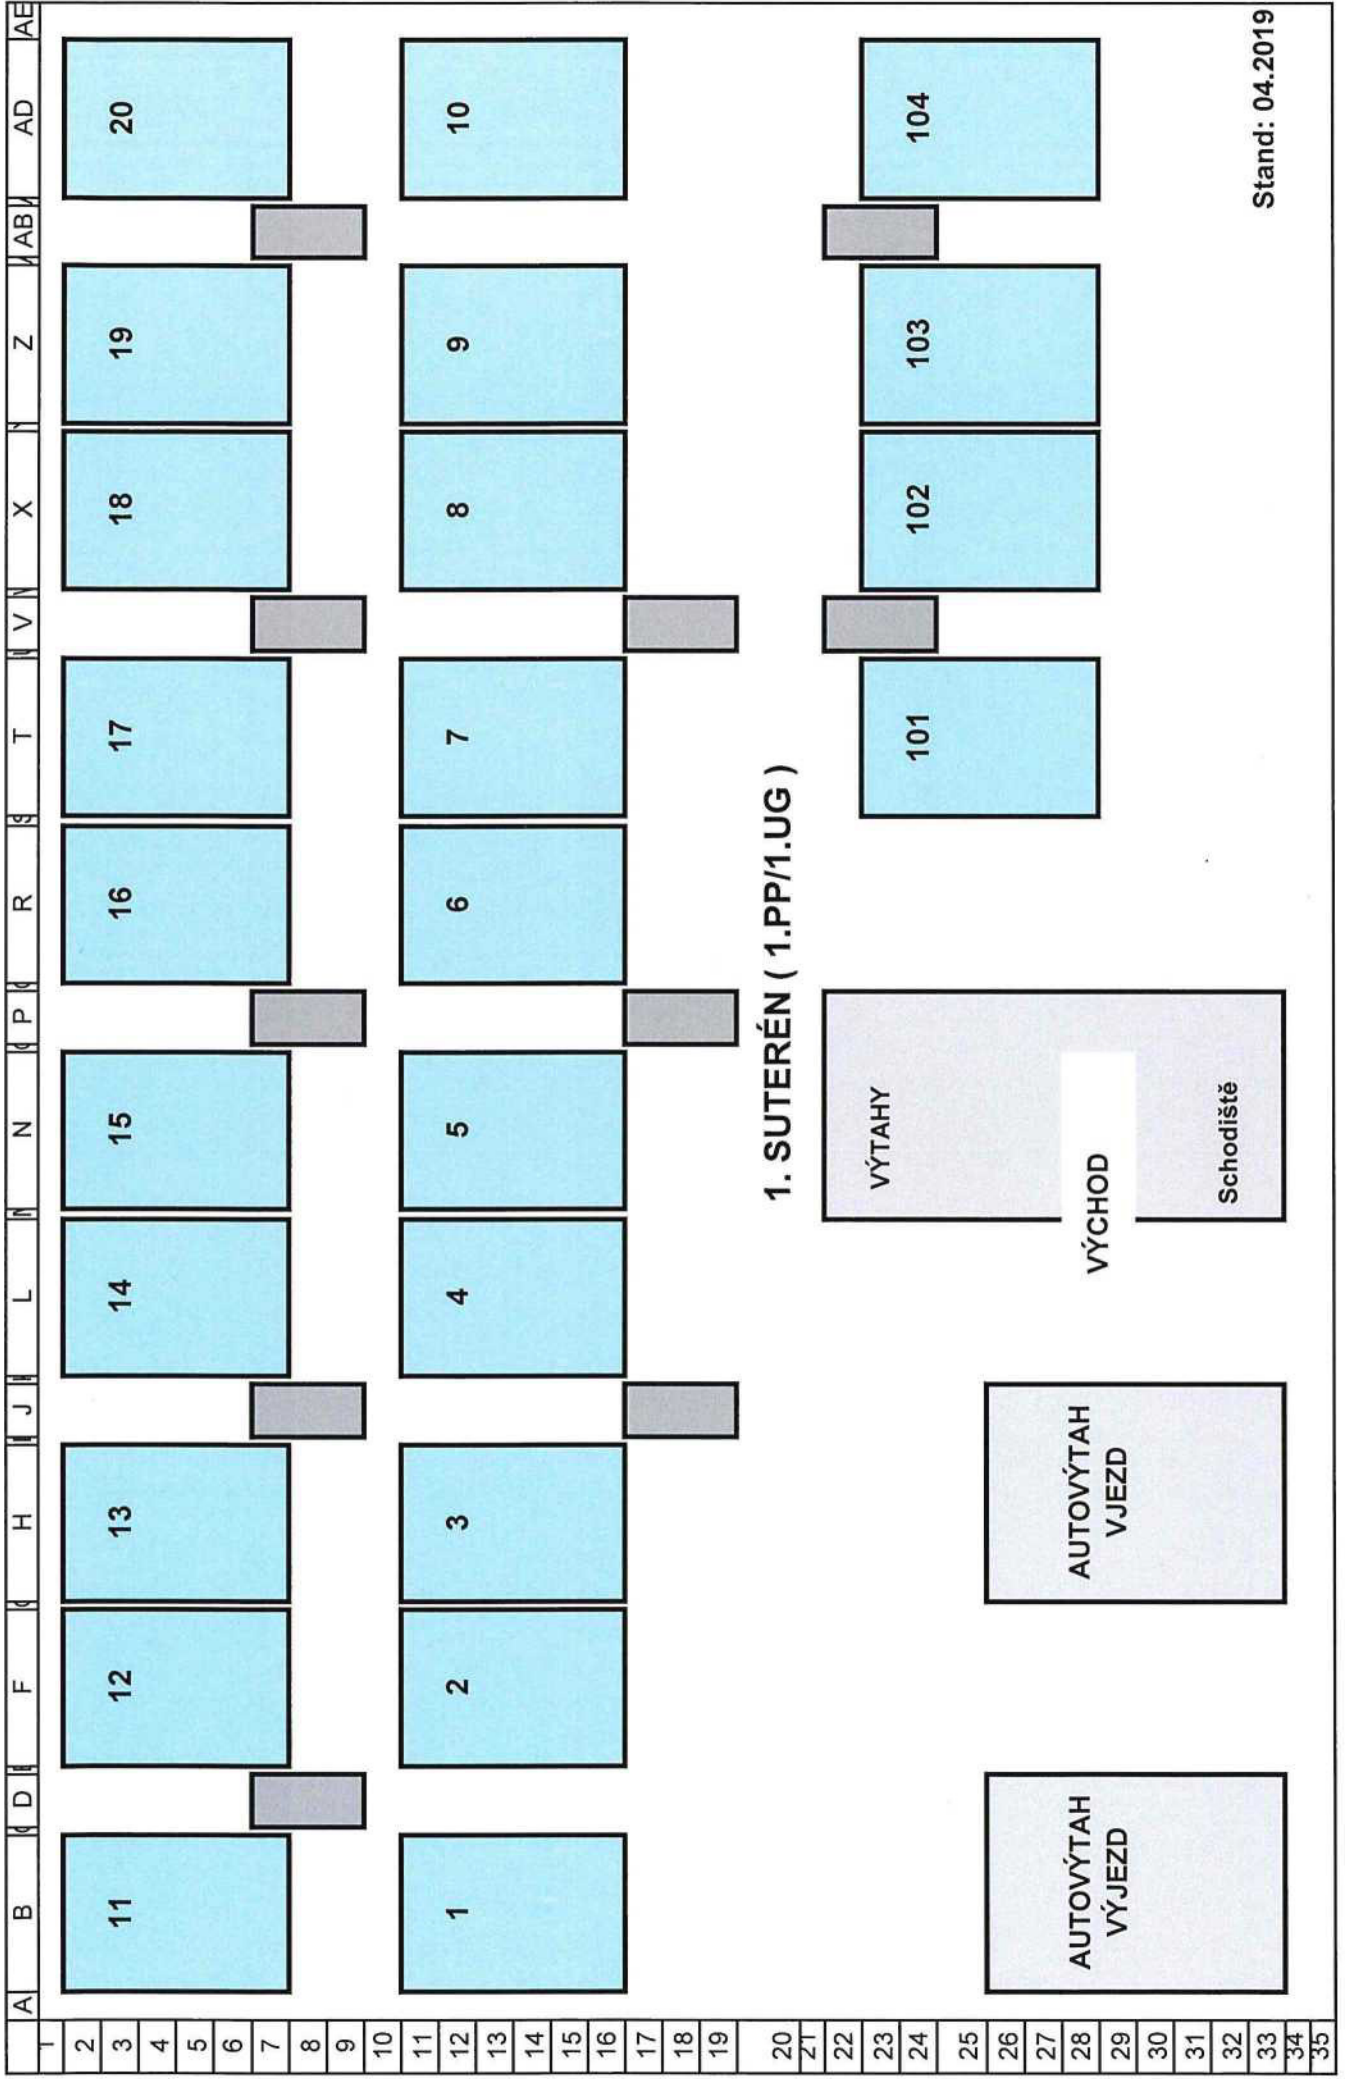 A B D F H J L N P R T V X Z AB AD AE
1
2
3 11 12 13 14 15 16 17 18 19 20
4
5
6
7
8
9
10
11
12 1 2 3 4 5 6 7 8 9 10
13
14
15
16
17
18
19
20 1. SUTERÉN ( 1.PP/1.UG )
21
22
23 VÝTAHY
24 101 102 103 104
25
26
27
28 AUTOVÝTAH AUTOVÝTAH VÝCHOD
29 VÝJEZD VJEZD
30
31
32 Schodiště
33 Stand: 04.2019
34
35